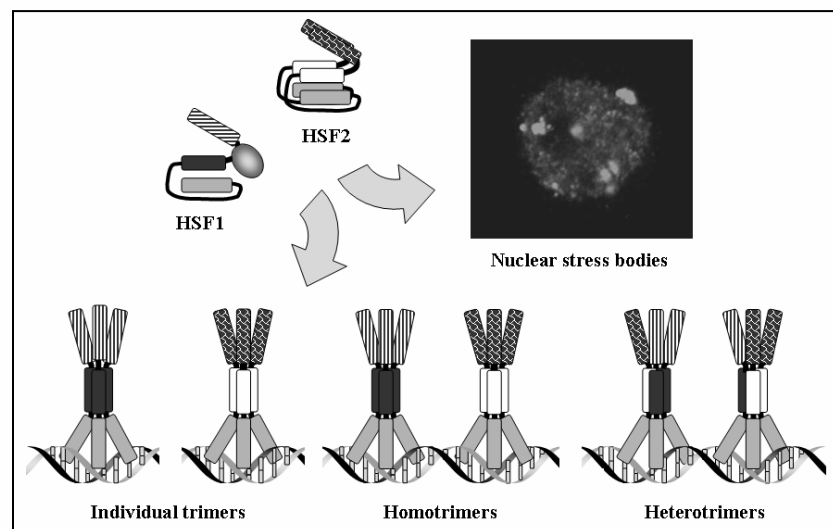 HSF2
HSF1
Nuclear stress bodies
Individual trimers
Homotrimers
Heterotrimers